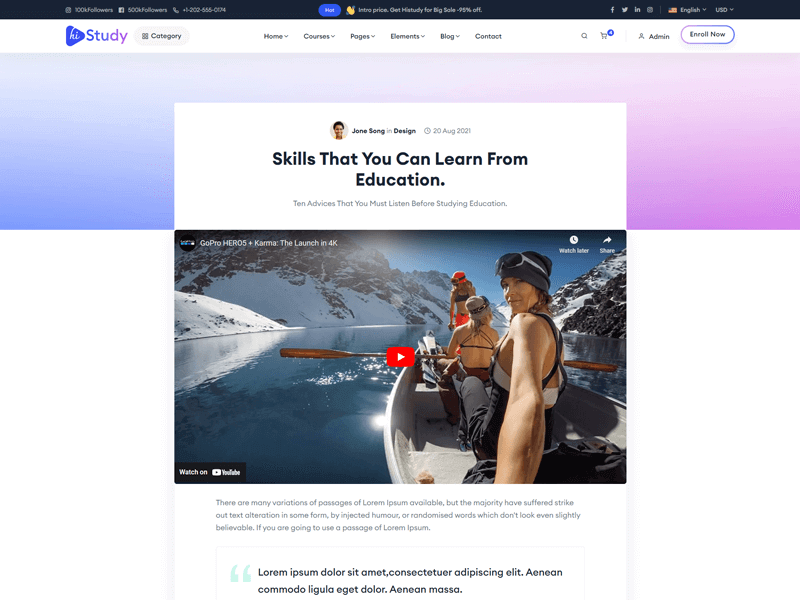 100kFollowers 500kFollowers +1-202-555-0174 Hot Intro price. Get Histudy for Big Sale -95% off. English USD
hi Study Category Home Courses Pages Elements Blog Contact 4 Admin Enroll Now
Jone Song in Design 20 Aug 2021
Skills That You Can Learn From
Education.
Ten Advices That You Must Listen Before Studying Education.
GoPro HERO5 + Karma: The Launch in 4K
Watch later Share
Watch on YouTube
There are many variations of passages of Lorem Ipsum available, but the majority have suffered strike
out text alteration in some form, by injected humour, or randomised words which don't look even slightly
believable. If you are going to use a passage of Lorem Ipsum.
“ Lorem ipsum dolor sit amet,consectetuer adipiscing elit. Aenean
commodo ligula eget dolor. Aenean massa.